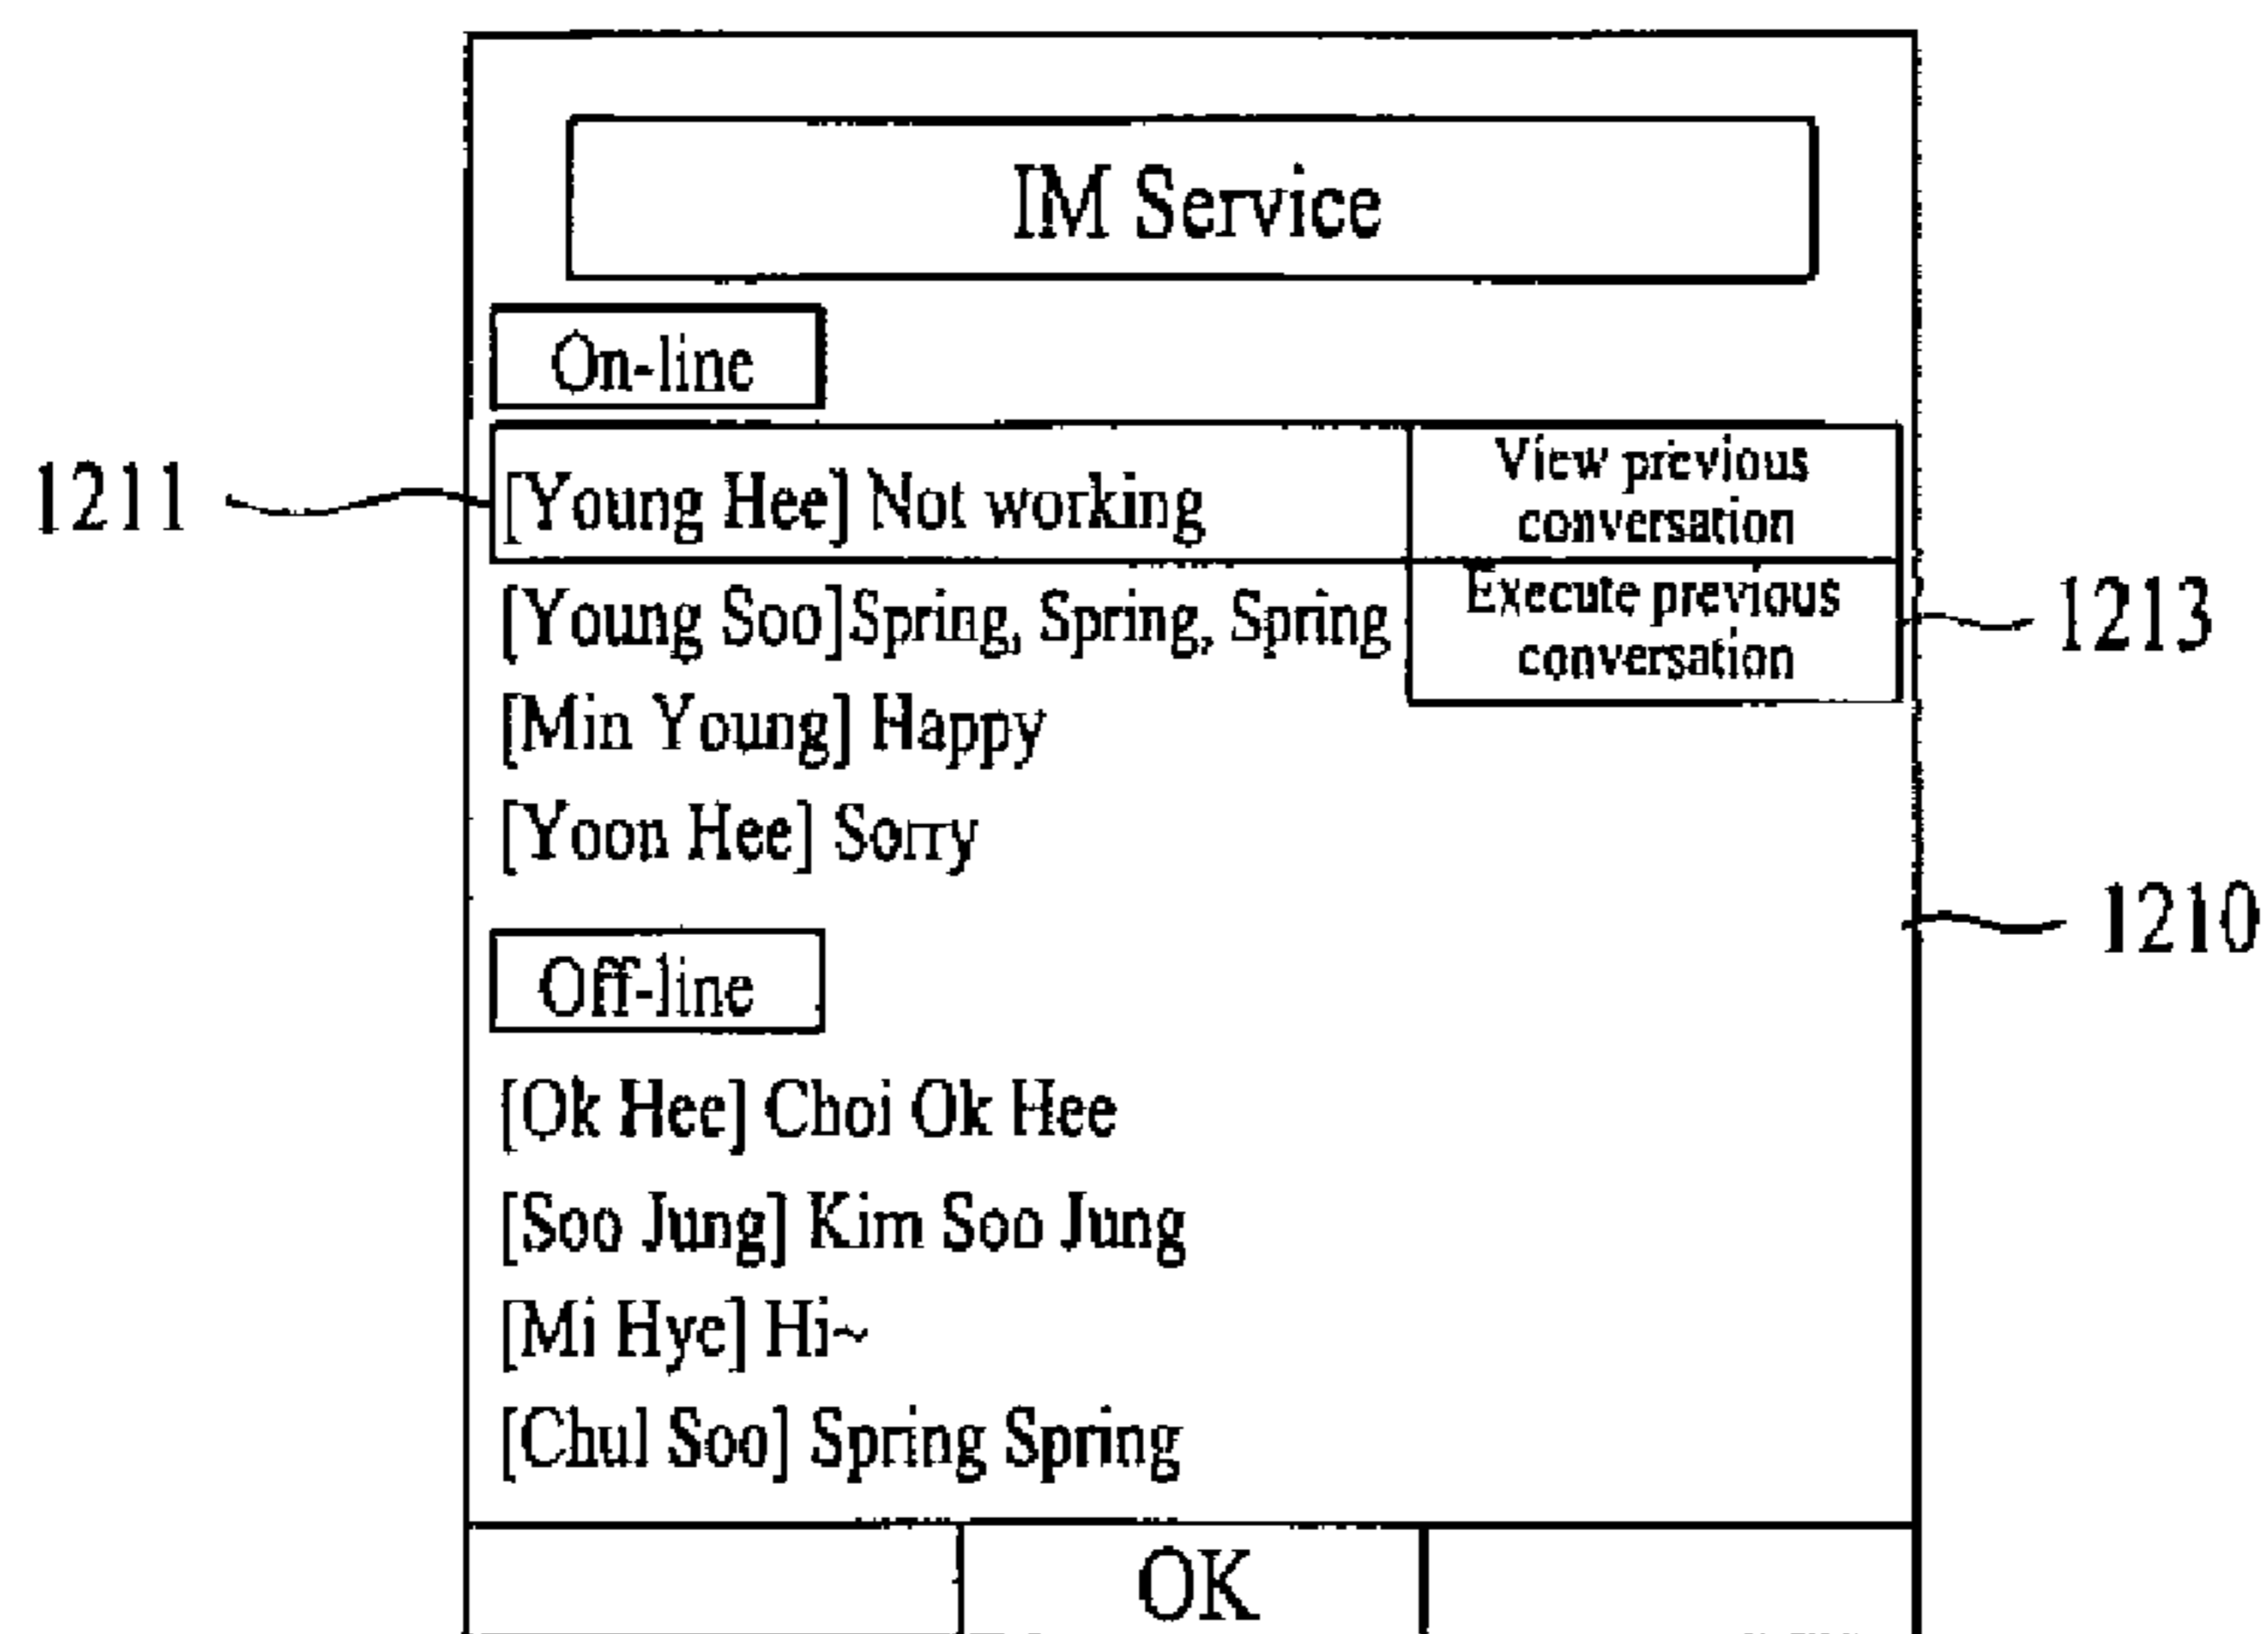 IM Service
On-line
1211
[Young Hee] Not working
View previous
conversation
[Young Soo]Spring, Spring, Spring
Execute previous
conversation
1213
[Min Young] Happy
[Yoon Hee] Sorry
1210
Off-line
[Ok Hee] Choi Ok Hee
[Soo Jung] Kim Soo Jung
[Mi Hye] Hi~
[Chul Soo] Spring Spring
OK